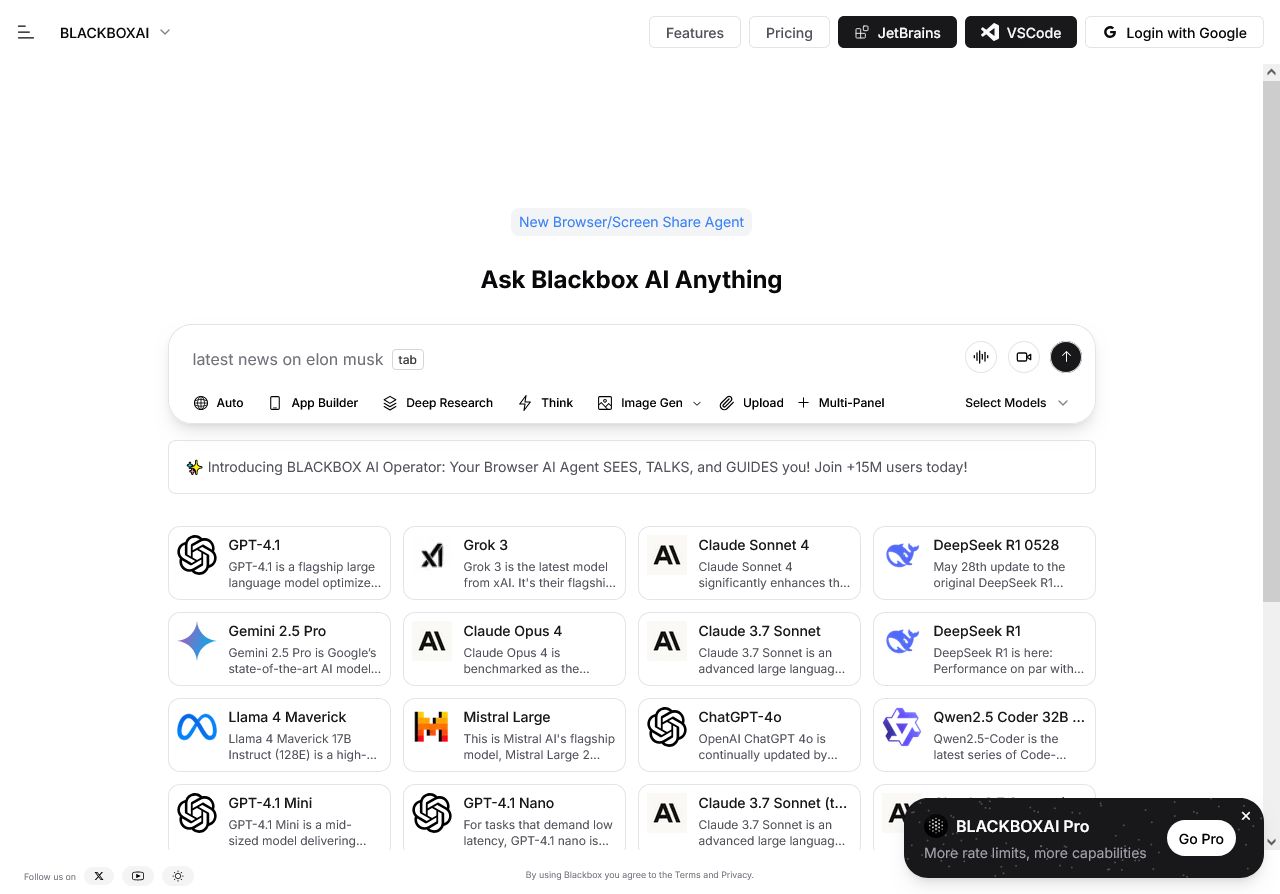 BLACKBOXAI
Features
Pricing
JetBrains
VSCode
Login with Google
New Browser/Screen Share Agent
Ask Blackbox AI Anything
latest news on elon musk tab
Auto
App Builder
Deep Research
Think
Image Gen
Upload
Multi-Panel
Select Models
✨ Introducing BLACKBOX AI Operator: Your Browser AI Agent SEES, TALKS, and GUIDES you! Join +15M users today!
GPT-4.1
GPT-4.1 is a flagship large
language model optimize...
Grok 3
Grok 3 is the latest model
from xAI. It's their flagshi...
Claude Sonnet 4
Claude Sonnet 4
significantly enhances th...
DeepSeek R1 0528
May 28th update to the
original DeepSeek R1...
Gemini 2.5 Pro
Gemini 2.5 Pro is Google's
state-of-the-art AI model...
Claude Opus 4
Claude Opus 4 is
benchmarked as the...
Claude 3.7 Sonnet
Claude 3.7 Sonnet is an
advanced large languag...
DeepSeek R1
DeepSeek R1 is here:
Performance on par with...
Llama 4 Maverick
Llama 4 Maverick 17B
Instruct (128E) is a high-...
Mistral Large
This is Mistral AI's flagship
model, Mistral Large 2...
ChatGPT-4o
OpenAI ChatGPT 4o is
continually updated by...
Qwen2.5 Coder 32B ...
Qwen2.5-Coder is the
latest series of Code-...
GPT-4.1 Mini
GPT-4.1 Mini is a mid-
sized model delivering...
GPT-4.1 Nano
For tasks that demand low
latency, GPT-4.1 nano is...
Claude 3.7 Sonnet (t...
Claude 3.7 Sonnet is an
advanced large languag...
BLACKBOXAI Pro
More rate limits, more capabilities
Go Pro
Follow us on
By using Blackbox you agree to the Terms and Privacy.